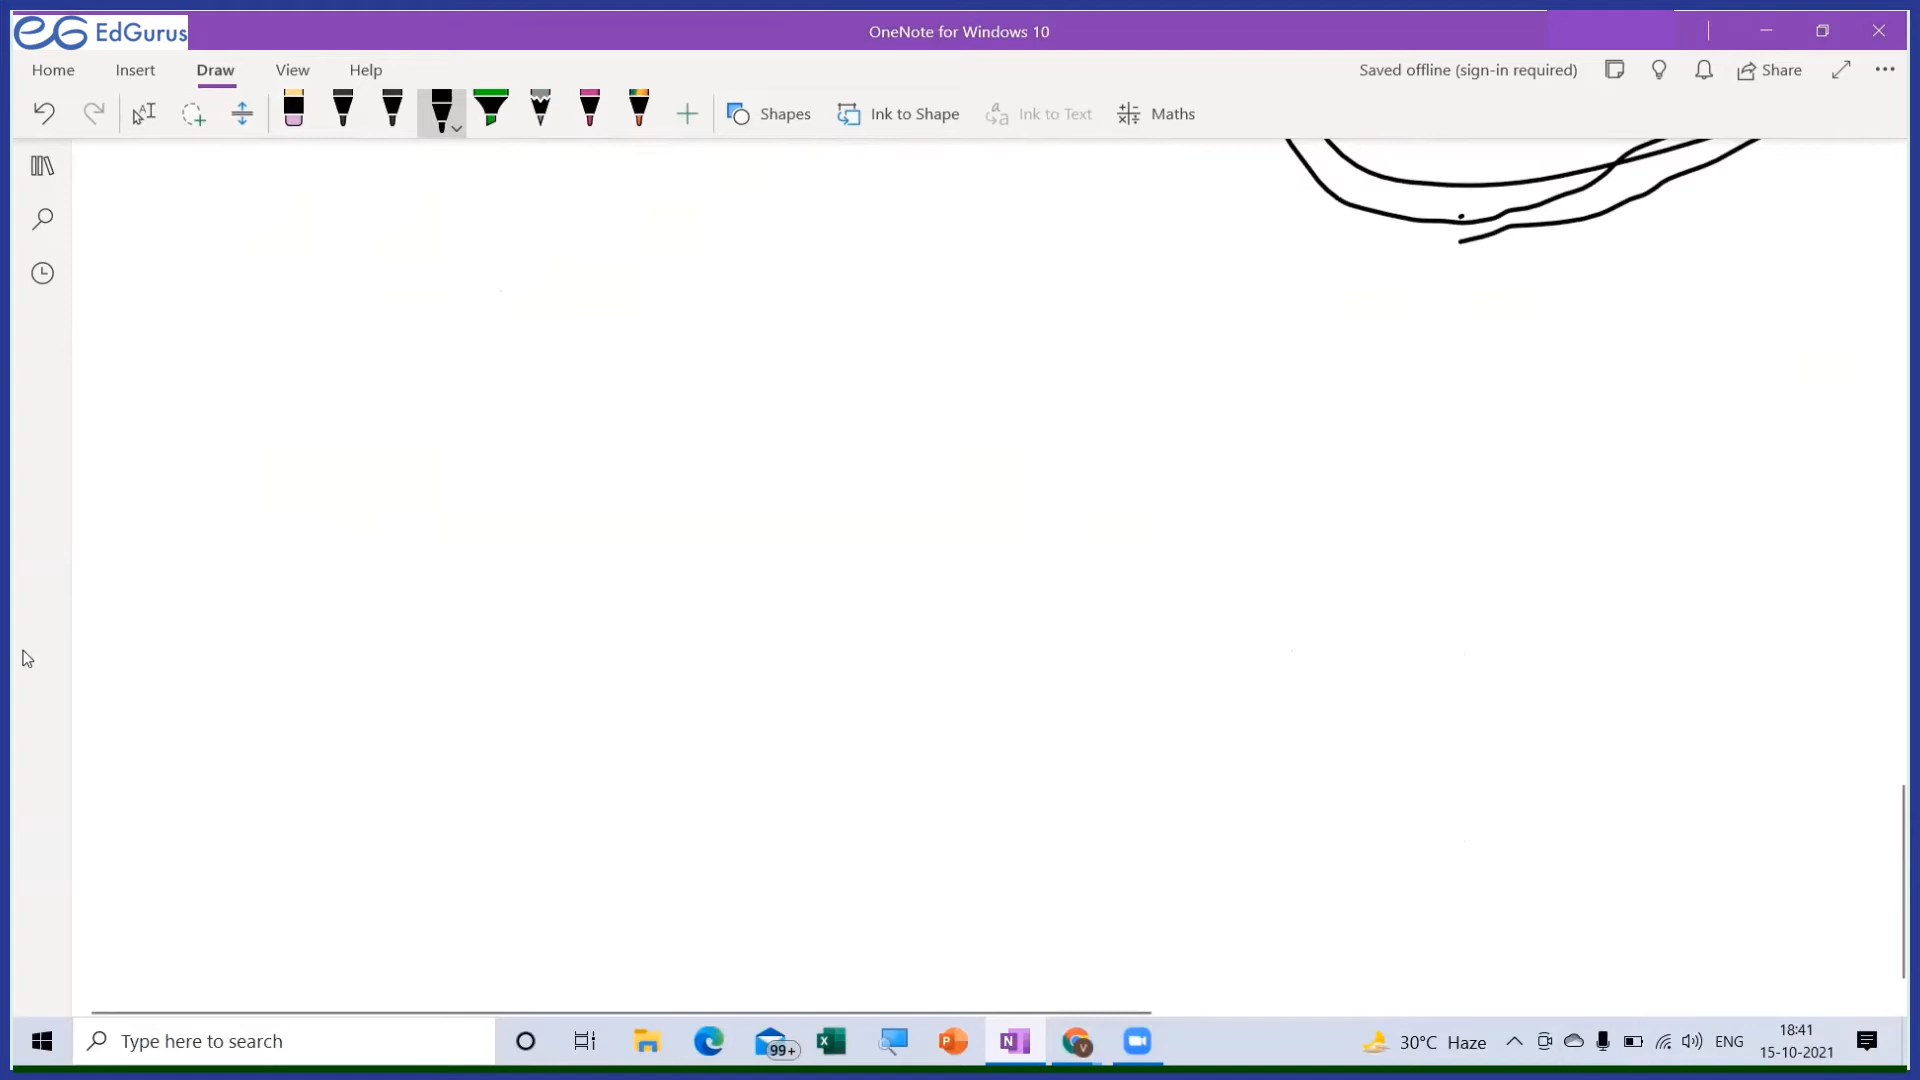 EdGurus
OneNote for Windows 10
Home Insert Draw View Help
Saved offline (sign-in required)
Share
Shapes
Ink to Shape
Ink to Text
Maths
Type here to search
99+
30°C Haze
ENG
18:41
15-10-2021